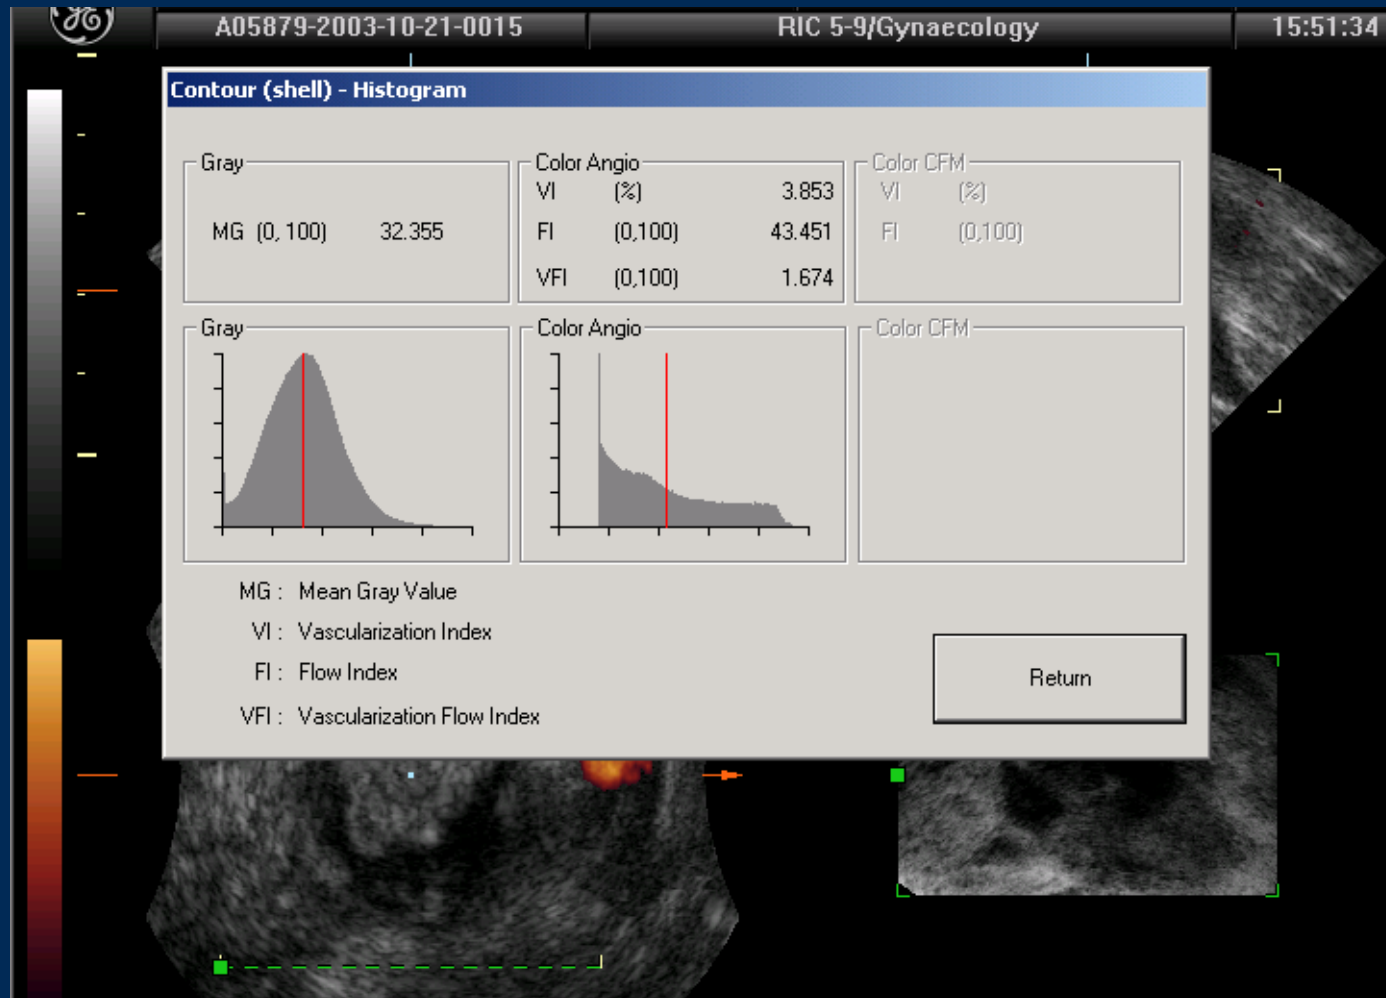 A05879-2003-10-21-0015 RIC 5-9/Gynaecology 15:51:34
Contour (shell) - Histogram
Gray
MG (0, 100) 32.355
Color Angio
VI (%) 3.853
FI (0,100) 43.451
VFI (0,100) 1.674
Color CFM
VI (%)
FI (0,100)
Gray
Color Angio
Color CFM
MG : Mean Gray Value
VI : Vascularization Index
FI : Flow Index
VFI : Vascularization Flow Index
Return